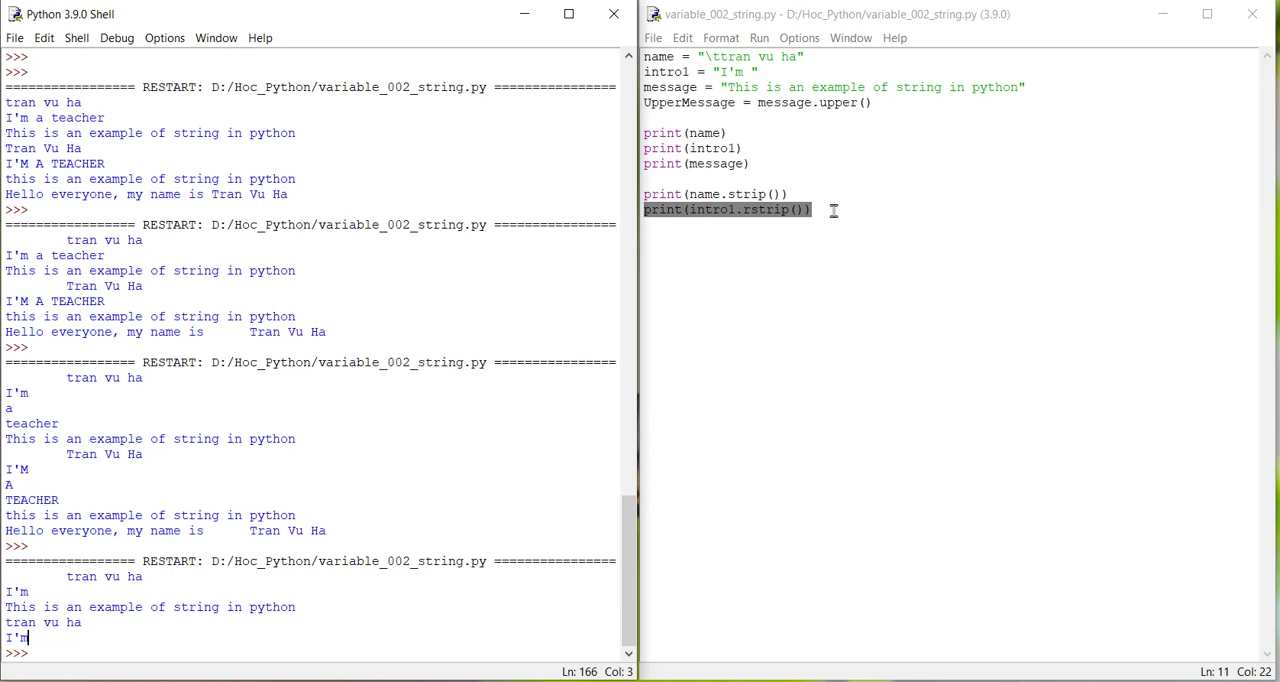 Python 3.9.0 Shell
File Edit Shell Debug Options Window Help
>>>
>>>
================= RESTART: D:/Hoc_Python/variable_002_string.py ================
tran vu ha
I'm a teacher
This is an example of string in python
Tran Vu Ha
I'M A TEACHER
this is an example of string in python
Hello everyone, my name is Tran Vu Ha
>>>
================= RESTART: D:/Hoc_Python/variable_002_string.py ================
        tran vu ha
I'm a teacher
This is an example of string in python
        Tran Vu Ha
I'M A TEACHER
this is an example of string in python
Hello everyone, my name is      Tran Vu Ha
>>>
================= RESTART: D:/Hoc_Python/variable_002_string.py ================
        tran vu ha
I'm
a
teacher
This is an example of string in python
        Tran Vu Ha
I'M
A
TEACHER
this is an example of string in python
Hello everyone, my name is      Tran Vu Ha
>>>
================= RESTART: D:/Hoc_Python/variable_002_string.py ================
        tran vu ha
I'm
This is an example of string in python
tran vu ha
I'm
>>>
Ln: 166 Col: 3
variable_002_string.py - D:/Hoc_Python/variable_002_string.py (3.9.0)
File Edit Format Run Options Window Help
name = "\ttran vu ha"
intro1 = "I'm "
message = "This is an example of string in python"
UpperMessage = message.upper()
print(name)
print(intro1)
print(message)
print(name.strip())
print(intro1.rstrip())
Ln: 11 Col: 22